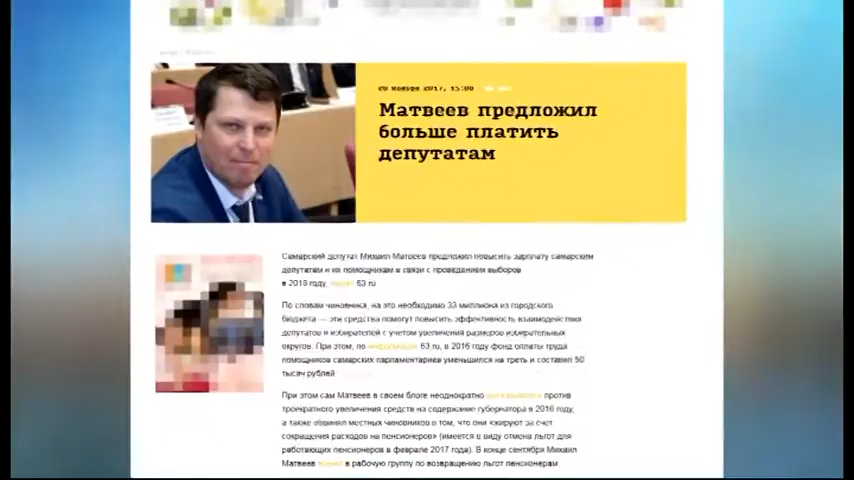 20 ноября 2017, 15:00
Матвеев предложил
больше платить
депутатам
Самарский депутат Михаил Матвеев предложил повысить зарплату самарским
депутатам и их помощникам в связи с проведением выборов
в 2018 году, пишет 63.ru
По словам чиновника, на это необходимо 33 миллиона из городского
бюджета — эти средства помогут повысить эффективность взаимодействия
депутатов и избирателей с учетом увеличения размеров избирательных
округов. При этом, по информации 63.ru, в 2016 году фонд оплаты труда
помощников самарских парламентариев уменьшился на треть и составил 50
тысяч рублей
При этом сам Матвеев в своем блоге неоднократно против
троекратного увеличения средств на содержание губернатора в 2016 году,
а также обвинял местных чиновников в том, что они «жируют за счет
сокращения расходов на пенсионеров» (имеется в виду отмена льгот для
работающих пенсионеров в феврале 2017 года). В конце сентября Михаил
Матвеев вошел в рабочую группу по возвращению льгот пенсионерам